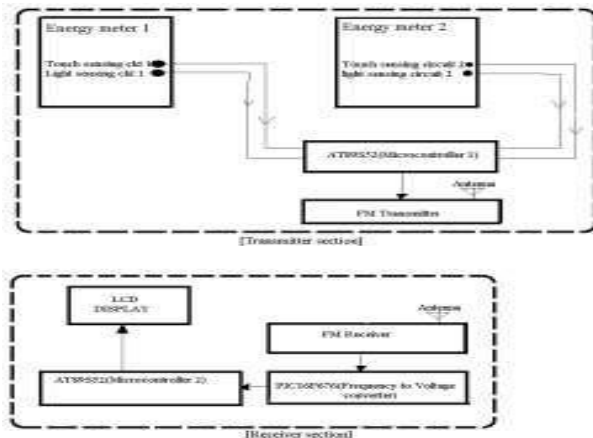 Energy meter 1
Touch sensing ckt 1
Light sensing ckt 1
Energy meter 2
Touch sensing circuit 2
light sensing circuit 2
AT89S52(Microcontroller 1)
Antenna
FM Transmitter
[Transmitter section]
LCD
DISPLAY
Antenna
FM Receiver
AT89S52(Microcontroller 2)
PIC16F676(Frequency to Voltage
converter)
[Receiver section]